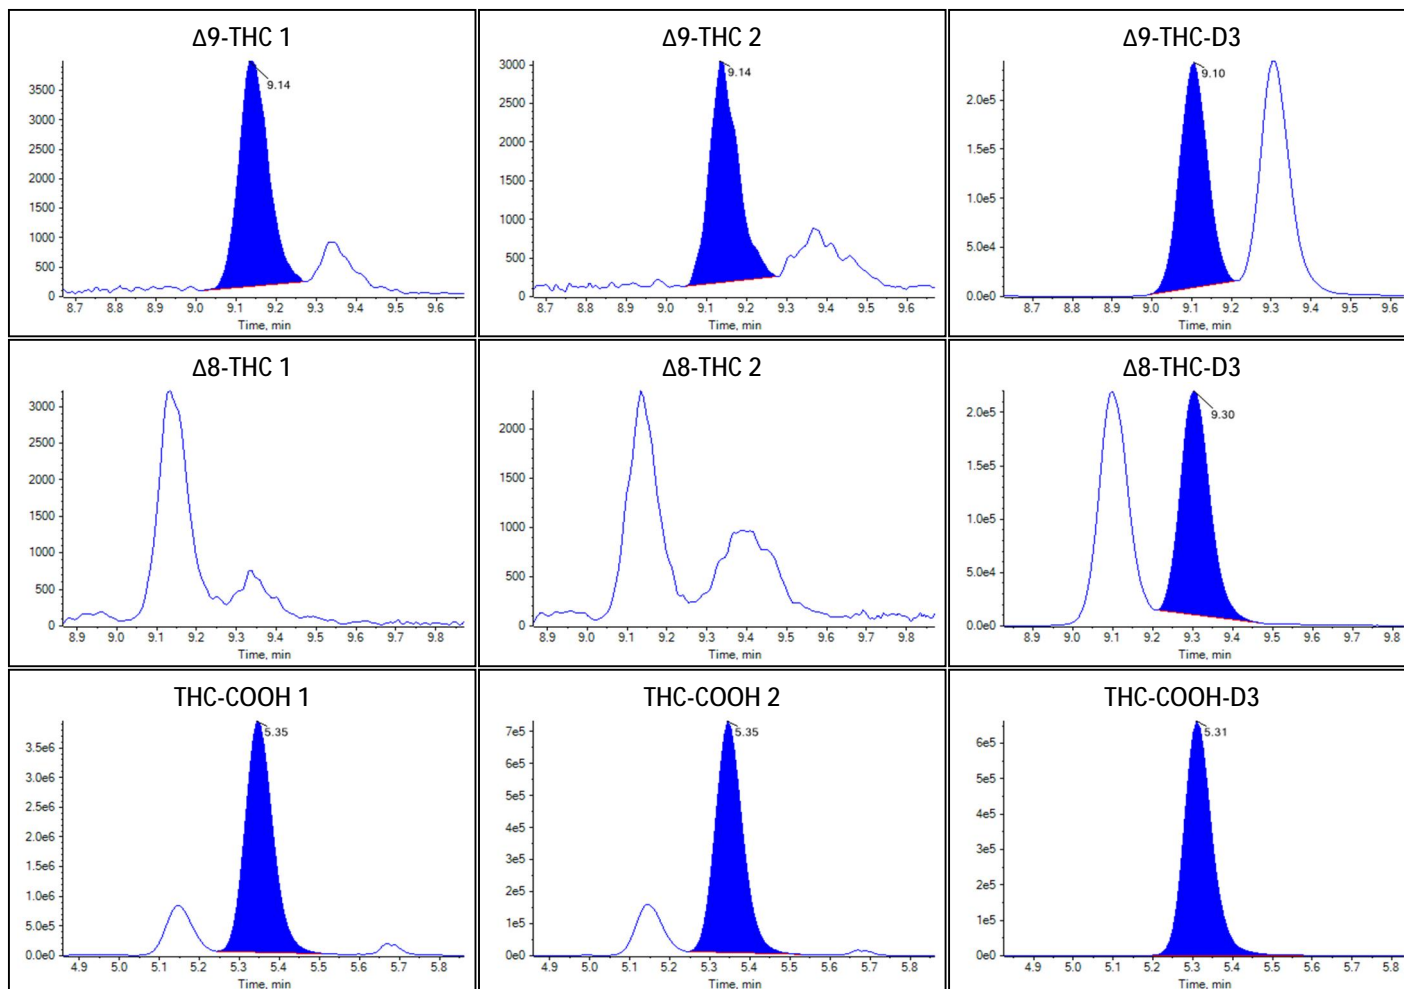 Δ9-THC 1
9.14
3500
3000
2500
2000
1500
1000
500
0
8.7 8.8 8.9 9.0 9.1 9.2 9.3 9.4 9.5 9.6
Time, min
Δ9-THC 2
9.14
3000
2500
2000
1500
1000
500
0
8.7 8.8 8.9 9.0 9.1 9.2 9.3 9.4 9.5 9.6
Time, min
Δ9-THC-D3
9.10
2.0e5
1.5e5
1.0e5
5.0e4
0.0e0
8.7 8.8 9.0 9.1 9.2 9.3 9.5 9.6
Time, min
Δ8-THC 1
3000
2500
2000
1500
1000
500
0
8.9 9.0 9.1 9.2 9.3 9.4 9.5 9.6 9.7 9.8
Time, min
Δ8-THC 2
2000
1500
1000
500
0
8.9 9.0 9.1 9.2 9.3 9.4 9.5 9.6 9.7 9.8
Time, min
Δ8-THC-D3
9.30
2.0e5
1.5e5
1.0e5
5.0e4
0.0e0
8.9 9.0 9.1 9.2 9.3 9.4 9.5 9.7 9.8
Time, min
THC-COOH 1
5.35
3.5e6
3.0e6
2.5e6
2.0e6
1.5e6
1.0e6
5.0e5
0.0e0
4.9 5.0 5.1 5.2 5.3 5.4 5.5 5.6 5.7 5.8
Time, min
THC-COOH 2
5.35
7e5
6e5
5e5
4e5
3e5
2e5
1e5
0e0
4.9 5.0 5.1 5.2 5.3 5.4 5.5 5.6 5.7 5.8
Time, min
THC-COOH-D3
5.31
6e5
5e5
4e5
3e5
2e5
1e5
0e0
4.9 5.0 5.1 5.2 5.3 5.4 5.5 5.7 5.8
Time, min